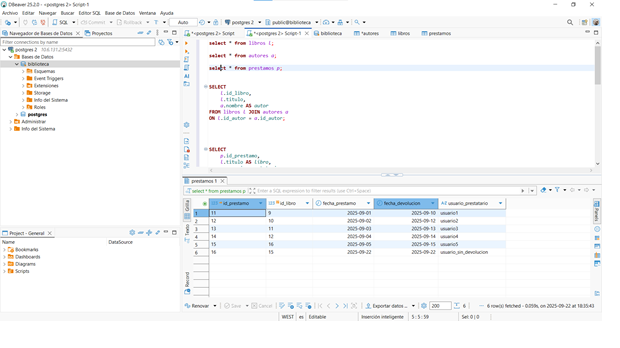 DBeaver 25.2.0 - <postgres 2> Script-1
Archivo Editar Navegar Buscar Editor SQL Base de Datos Ventana Ayuda
SQL Commit Rollback Auto postgres 2 public@biblioteca
Navegador de Bases de Datos Proyectos
*<postgres 2> Script *<postgres 2> Script-1 biblioteca *autores libros prestamos
Filter connections by name
postgres 2 10.6.131.23:5432
Bases de Datos
biblioteca
Esquemas
Event Triggers
Extensiones
Storage
Info del Sistema
Roles
postgres
Administrar
Info del Sistema
select * from libros l;
select * from autores a;
select * from prestamos p;
SELECT
l.id_libro,
l.titulo,
a.nombre AS autor
FROM libros l JOIN autores a
ON l.id_autor = a.id_autor;
SELECT
p.id_prestamo,
l.titulo AS libro,
prestamos 1
select * from prestamos p Enter a SQL expression to filter results (use Ctrl+Space)
id_prestamo id_libro fecha_prestamo fecha_devolucion usuario_prestatario
1 11 9 2025-09-01 2025-09-10 usuario1
2 12 10 2025-09-02 2025-09-12 usuario2
3 13 11 2025-09-03 2025-09-13 usuario3
4 14 12 2025-09-04 2025-09-14 usuario4
5 15 16 2025-09-05 2025-09-15 usuario5
6 16 15 2025-09-22 2025-09-22 usuario_sin_devolucion
Grilla
Texto
Record
Panels
Project - General
Name DataSource
Bookmarks
Dashboards
Diagrams
Scripts
Renovar Save Cancel Exportar datos... 200 6 6 row(s) fetched - 0.059s, on 2025-09-22 at 18:35:43
WEST es Editable Inserción inteligente 5 : 5 : 59 Sel: 0 | 0